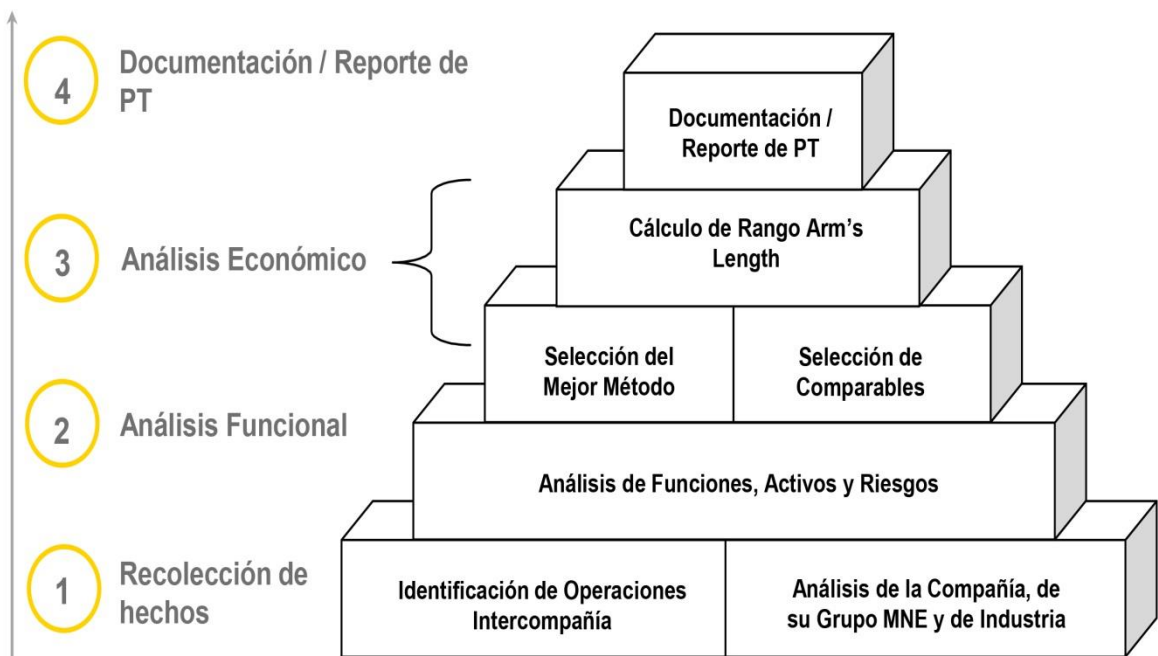 4
Documentación / Reporte de
PT
Documentación /
Reporte de PT
3
Análisis Económico
Cálculo de Rango Arm's
Length
Selección del
Mejor Método
Selección de
Comparables
2
Análisis Funcional
Análisis de Funciones, Activos y Riesgos
1
Recolección de
hechos
Identificación de Operaciones
Intercompañía
Análisis de la Compañía, de
su Grupo MNE y de Industria